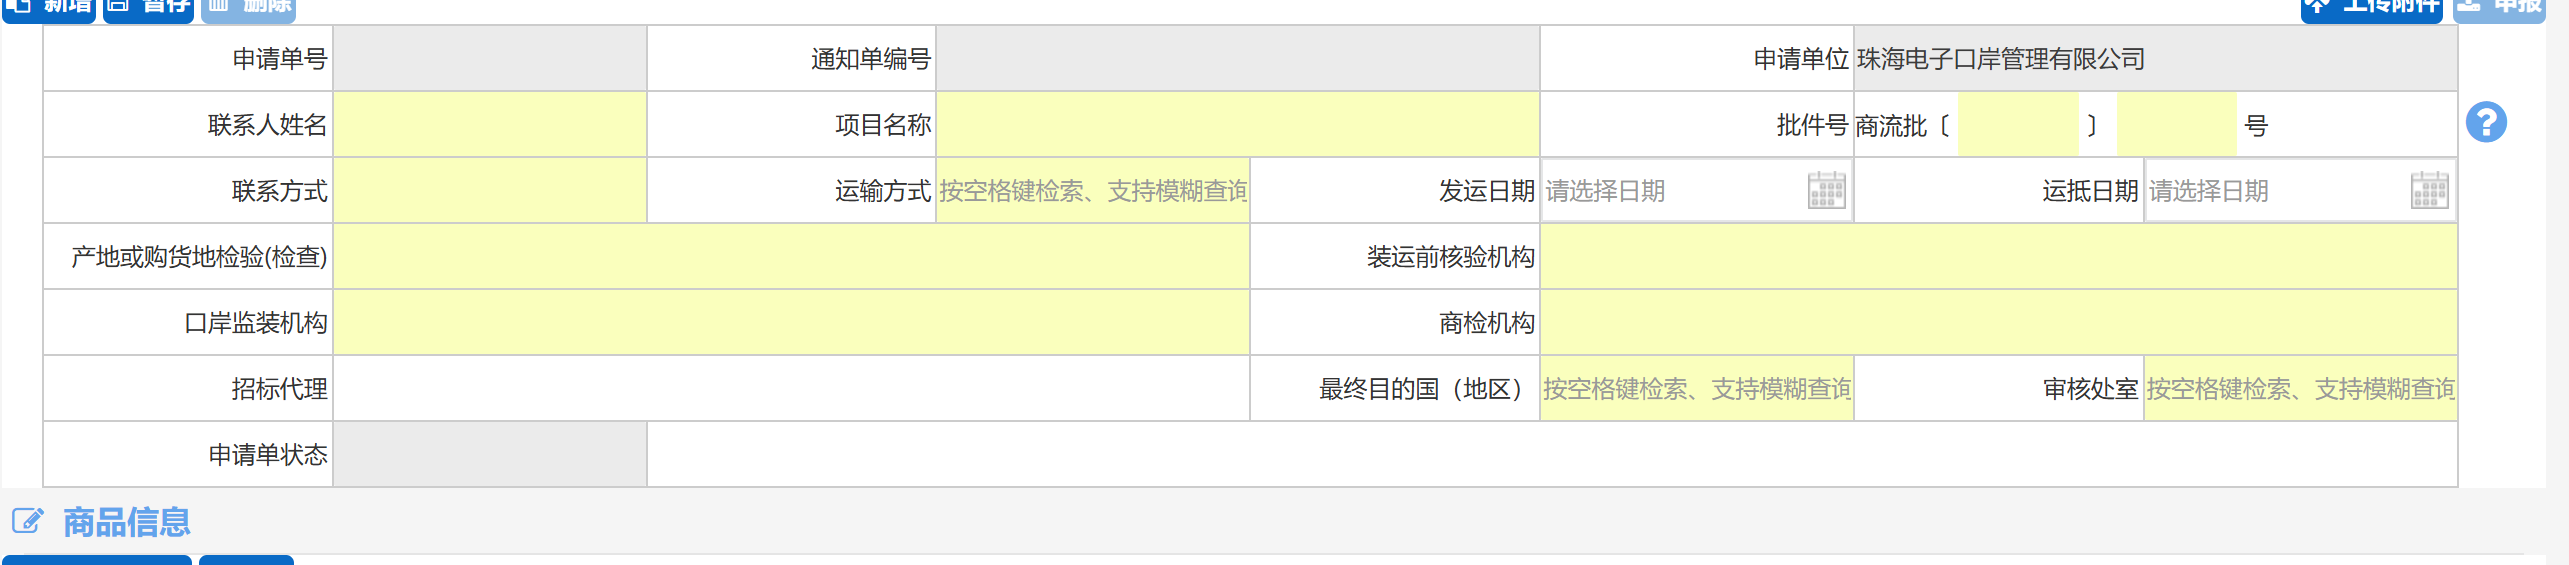 新增 暂存 删除 上传附件 申报
申请单号 通知单编号 申请单位 珠海电子口岸管理有限公司
联系人姓名 项目名称 批件号 商流批〔 〕 号 ?
联系方式 运输方式 按空格键检索、支持模糊查询 发运日期 请选择日期 运抵日期 请选择日期
产地或购货地检验(检查) 装运前核验机构
口岸监装机构 商检机构
招标代理 最终目的国（地区） 按空格键检索、支持模糊查询 审核处室 按空格键检索、支持模糊查询
申请单状态
商品信息